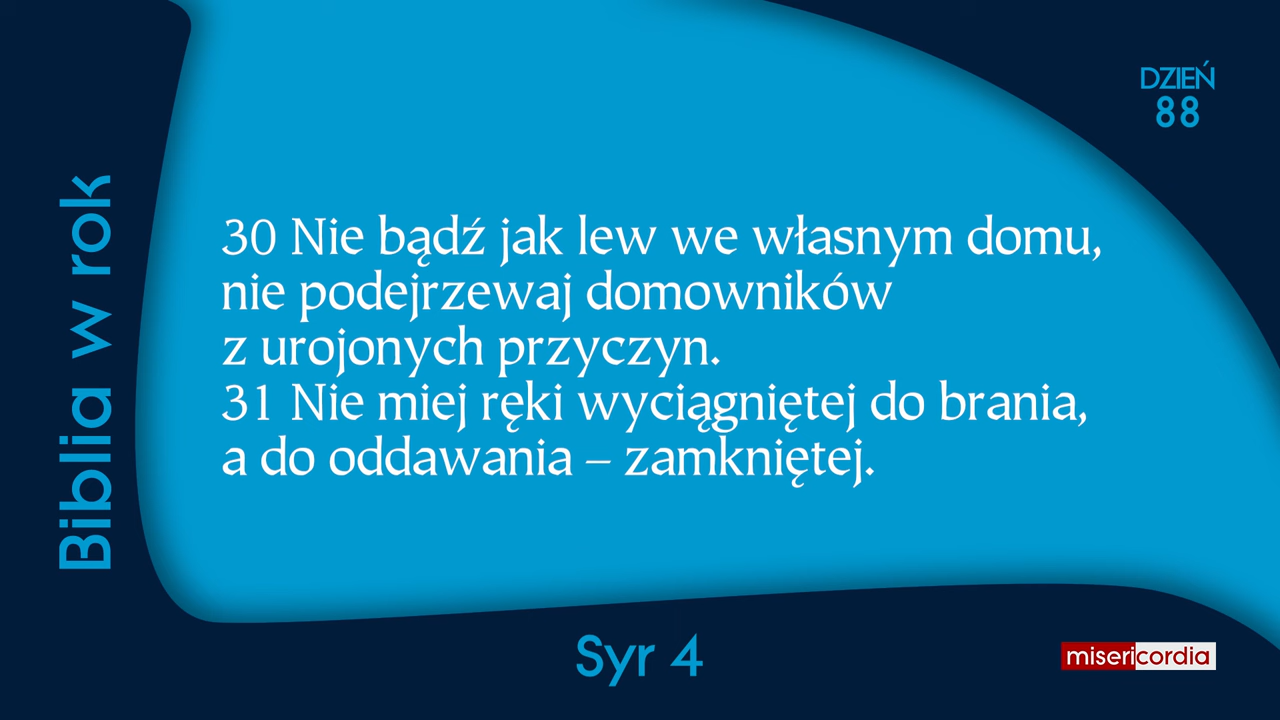 DZIEŃ
88
Biblia w rok
30 Nie bądź jak lew we własnym domu,
nie podejrzewaj domowników
z urojonych przyczyn.
31 Nie miej ręki wyciągniętej do brania,
a do oddawania – zamkniętej.
Syr 4
misericordia